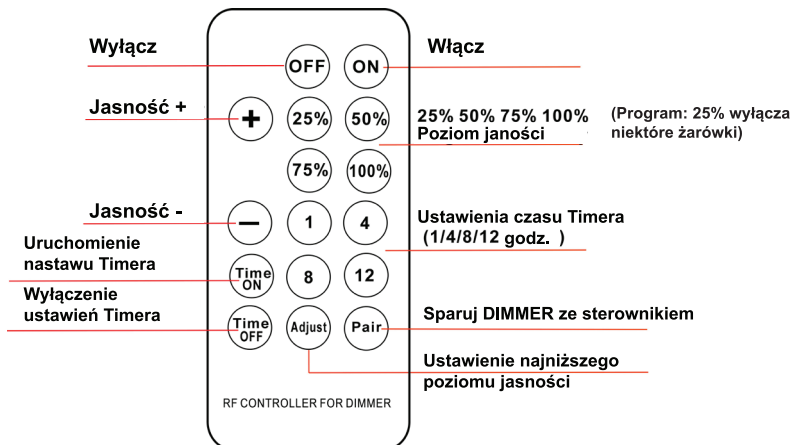 Wyłącz
OFF
ON
Włącz
Jasność +
+
25%
50%
25% 50% 75% 100%
Poziom janości
(Program: 25% wyłącza
niektóre żarówki)
75%
100%
Jasność -
−
1
4
Ustawienia czasu Timera
(1/4/8/12 godz. )
Uruchomienie
nastawu Timera
Time
ON
8
12
Wyłączenie
ustawień Timera
Time
OFF
Adjust
Pair
Sparuj DIMMER ze sterownikiem
Ustawienie najniższego
poziomu jasności
RF CONTROLLER FOR DIMMER